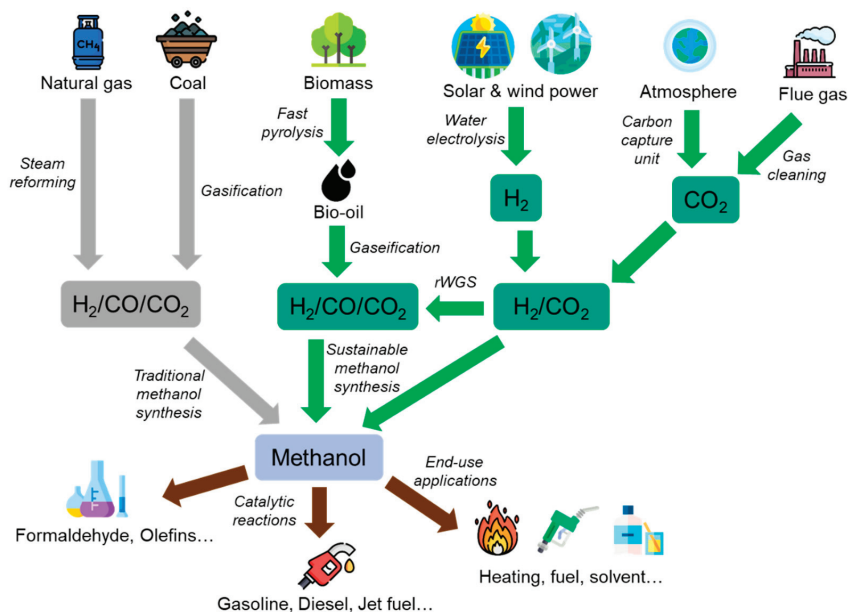 CH₄
Natural gas
Coal
Biomass
Solar & wind power
Atmosphere
Flue gas
Steam
reforming
Gasification
Fast
pyrolysis
Bio-oil
Gaseification
Water
electrolysis
H₂
Carbon
capture
unit
Gas
cleaning
CO₂
H₂/CO/CO₂
H₂/CO/CO₂
rWGS
H₂/CO₂
Traditional
methanol
synthesis
Sustainable
methanol
synthesis
Methanol
Catalytic
reactions
End-use
applications
Formaldehyde, Olefins...
Gasoline, Diesel, Jet fuel...
Heating, fuel, solvent...